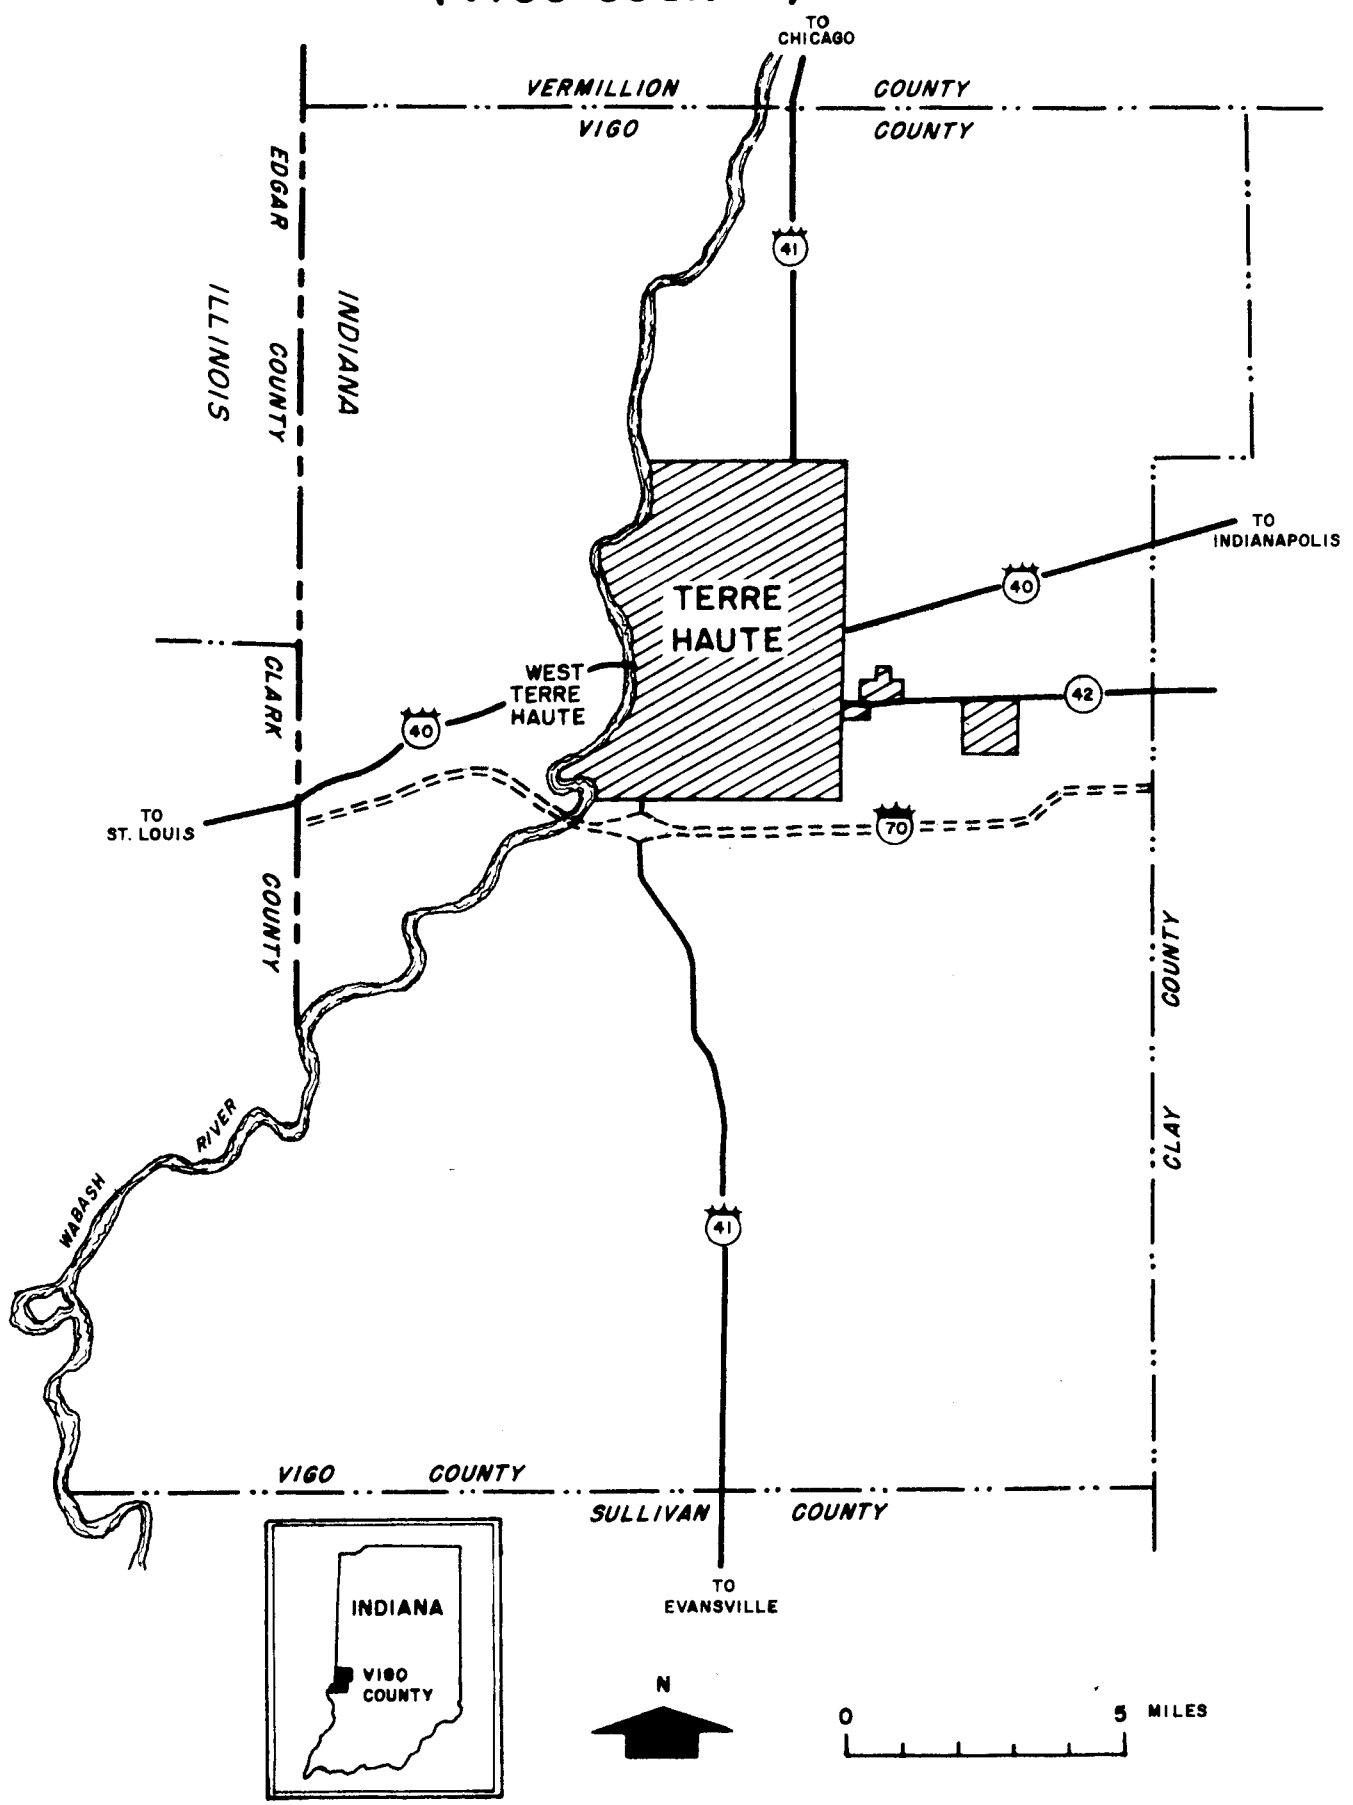 TO
CHICAGO
VERMILLION COUNTY
VIGO COUNTY
EDGAR COUNTY
ILLINOIS
INDIANA
41
TO
INDIANAPOLIS
40
TERRE
HAUTE
WEST
TERRE
HAUTE
42
40
CLARK COUNTY
TO
ST. LOUIS
70
CLAY COUNTY
WABASH RIVER
41
VIGO COUNTY
SULLIVAN COUNTY
TO
EVANSVILLE
INDIANA
VIGO
COUNTY
N
0 5 MILES